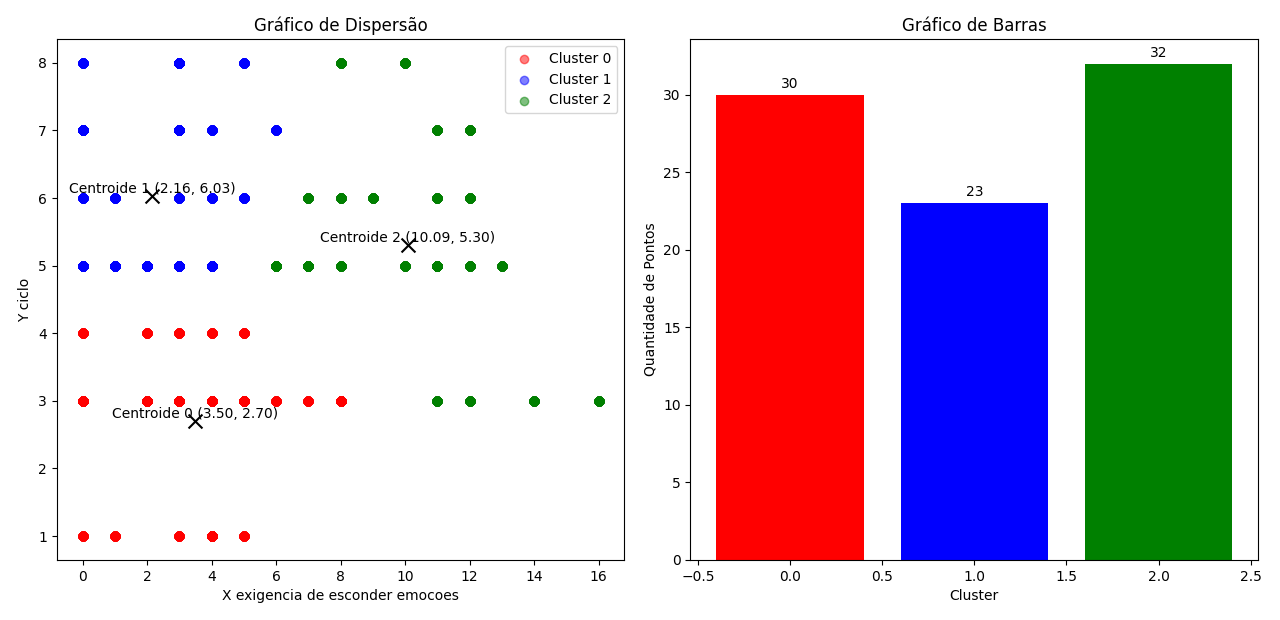 Gráfico de Dispersão
Cluster 0
Cluster 1
Cluster 2
8
7
6
5
4
3
2
1
Y ciclo
Centroide 1 (2.16, 6.03)
Centroide 2 (10.09, 5.30)
Centroide 0 (3.50, 2.70)
0 2 4 6 8 10 12 14 16
X exigencia de esconder emocoes
Gráfico de Barras
30
23
32
30
25
20
15
10
5
0
Quantidade de Pontos
−0.5 0.0 0.5 1.0 1.5 2.0 2.5
Cluster